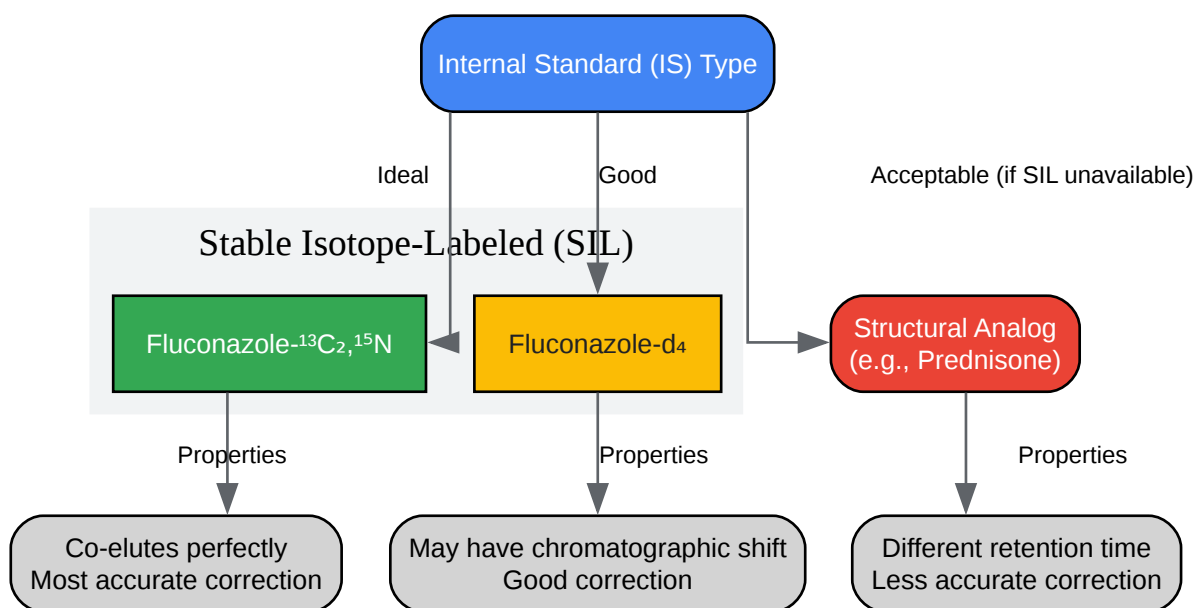 Internal Standard (IS) Type
Ideal
Good
Acceptable (if SIL unavailable)
Stable Isotope-Labeled (SIL)
Fluconazole-¹³C₂,¹⁵N
Fluconazole-d₄
Structural Analog
(e.g., Prednisone)
Properties
Properties
Properties
Co-elutes perfectly
Most accurate correction
May have chromatographic shift
Good correction
Different retention time
Less accurate correction